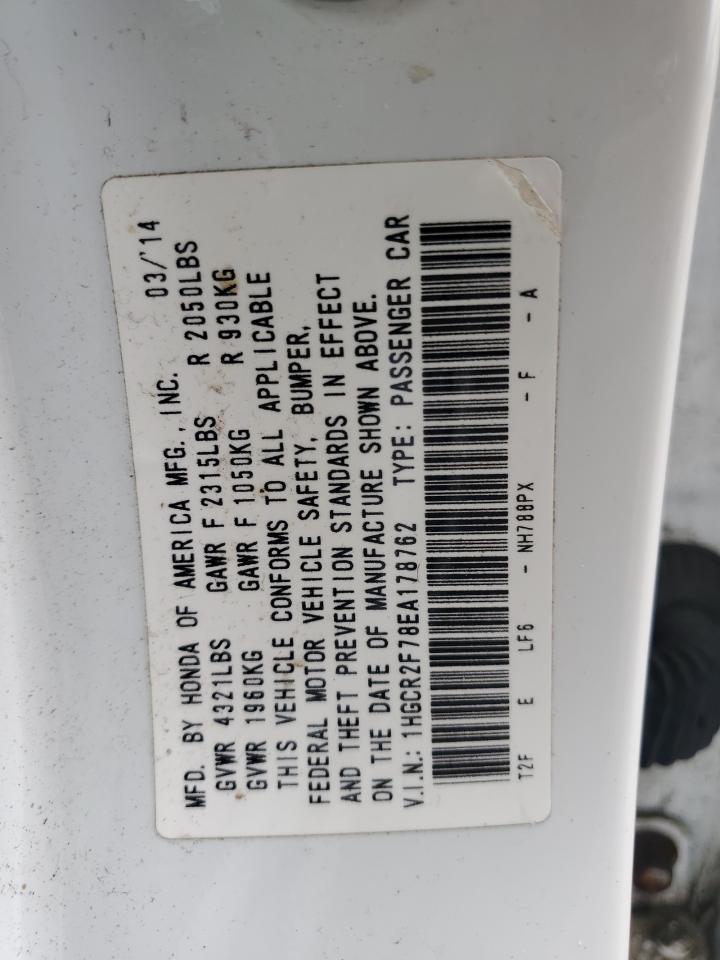 MFD. BY HONDA OF AMERICA MFG., INC. 03/'14
GVWR 4321LBS GAWR F 2315LBS R 2050LBS
GVWR 1960KG GAWR F 1050KG R 930KG
THIS VEHICLE CONFORMS TO ALL APPLICABLE
FEDERAL MOTOR VEHICLE SAFETY, BUMPER,
AND THEFT PREVENTION STANDARDS IN EFFECT
ON THE DATE OF MANUFACTURE SHOWN ABOVE.
V.I.N.: 1HGCR2F78EA178762 TYPE: PASSENGER CAR
T2F E LF6 - NH788PX - F - A